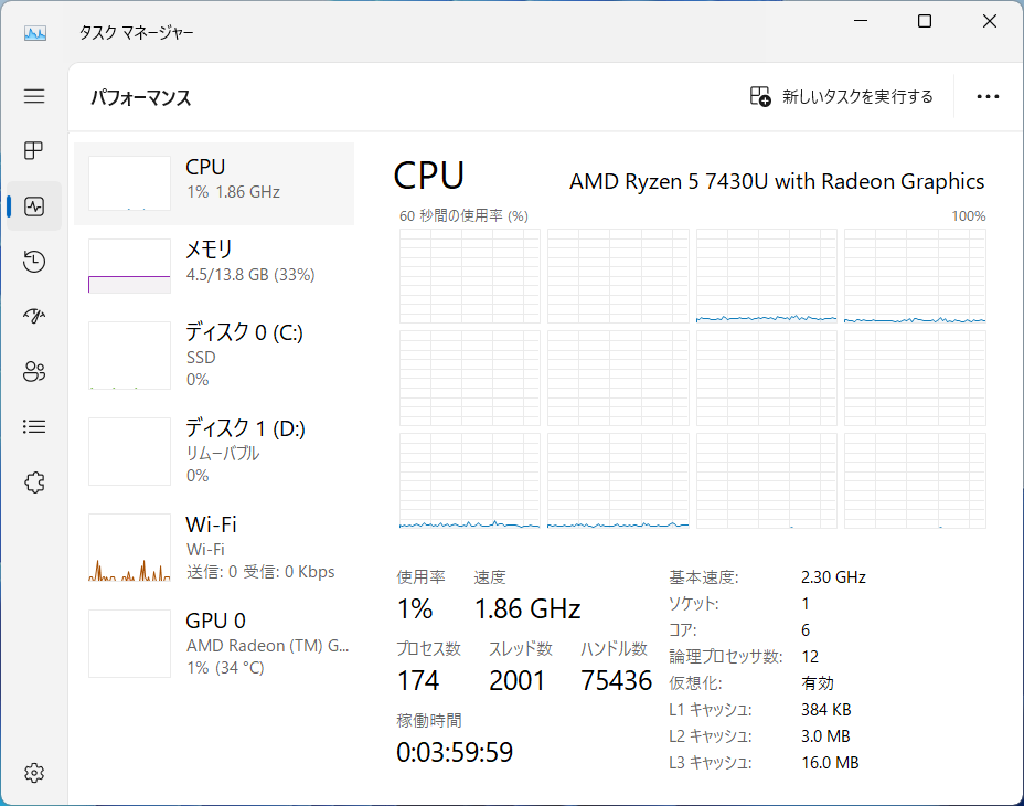 タスク マネージャー
パフォーマンス
新しいタスクを実行する
CPU
1% 1.86 GHz
メモリ
4.5/13.8 GB (33%)
ディスク 0 (C:)
SSD
0%
ディスク 1 (D:)
リムーバブル
0%
Wi-Fi
Wi-Fi
送信: 0 受信: 0 Kbps
GPU 0
AMD Radeon (TM) G...
1% (34 °C)
CPU
AMD Ryzen 5 7430U with Radeon Graphics
60 秒間の使用率 (%)
100%
使用率 速度
1% 1.86 GHz
プロセス数 スレッド数 ハンドル数
174 2001 75436
稼働時間
0:03:59:59
基本速度: 2.30 GHz
ソケット: 1
コア: 6
論理プロセッサ数: 12
仮想化: 有効
L1 キャッシュ: 384 KB
L2 キャッシュ: 3.0 MB
L3 キャッシュ: 16.0 MB